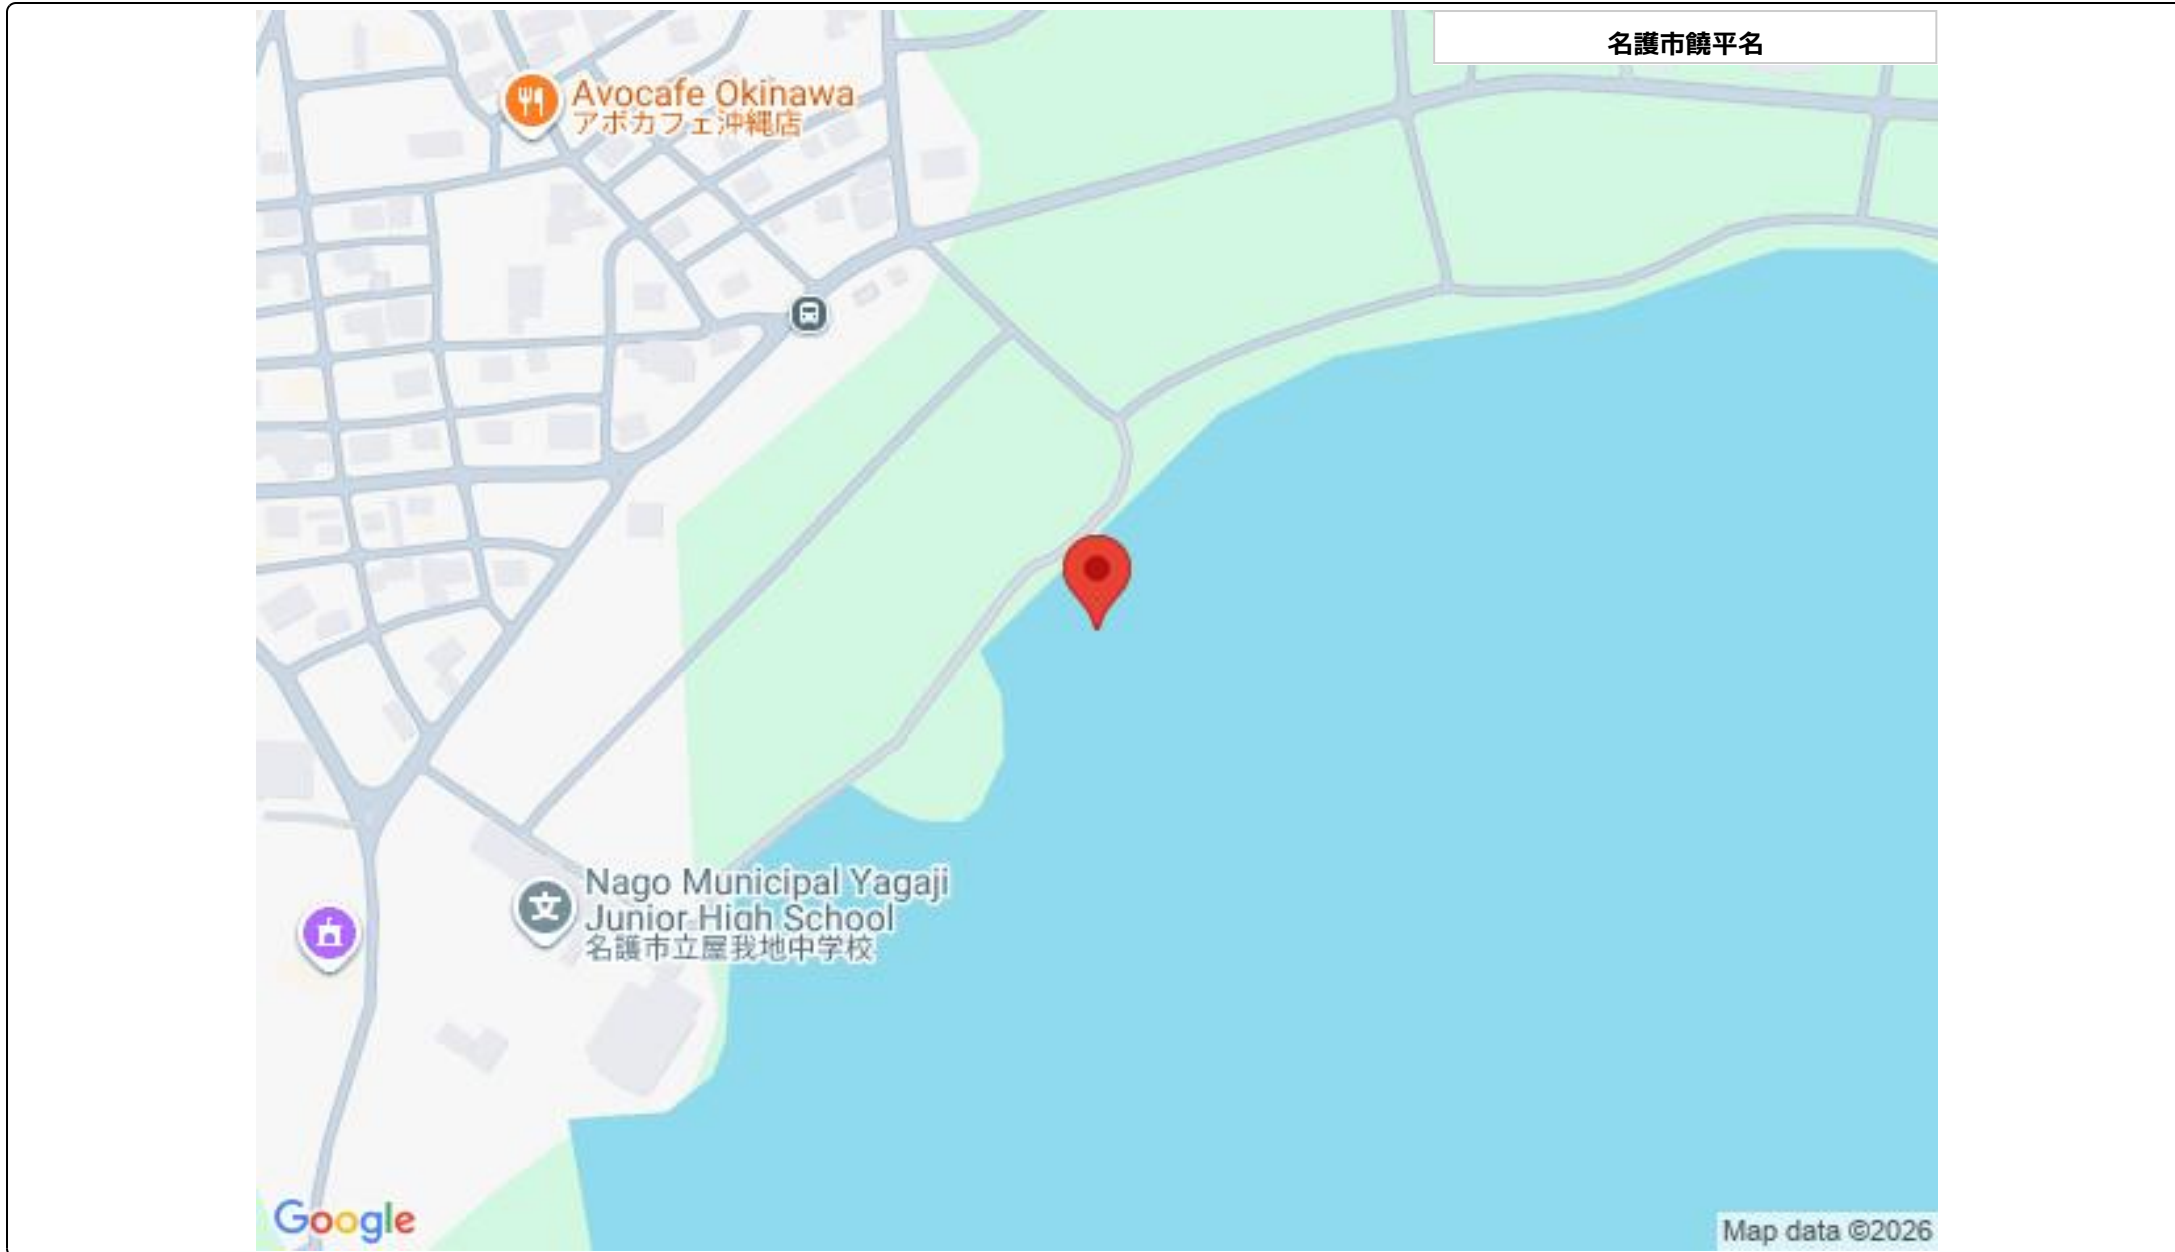 名護市饒平名
Avocafe Okinawa
アボカフェ沖縄店
Nago Municipal Yagaji
Junior High School
名護市立屋我地中学校
文
Google
Map data ©2026